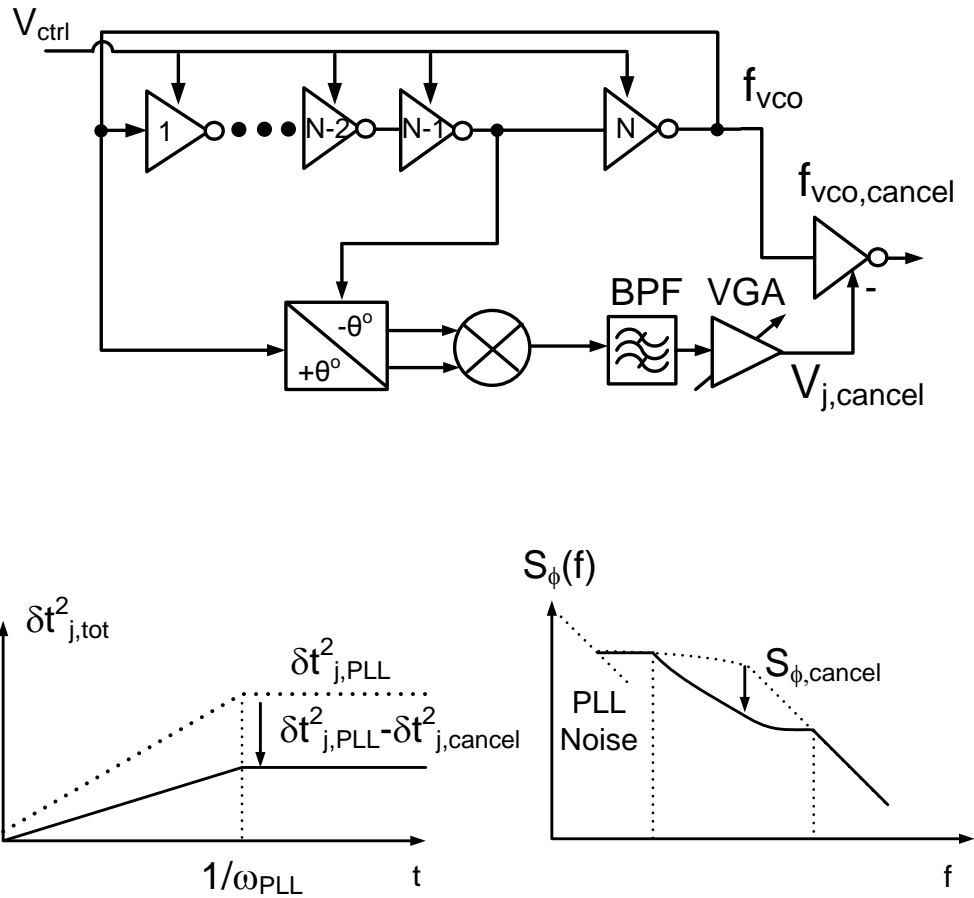 V_ctrl
f_vco
1
N-2
N-1
N
f_vco,cancel
-
-θ°
+θ°
BPF
VGA
V_j,cancel
S_ϕ(f)
δt²_j,tot
δt²_j,PLL
S_ϕ,cancel
δt²_j,PLL-δt²_j,cancel
PLL
Noise
1/ω_PLL
t
f